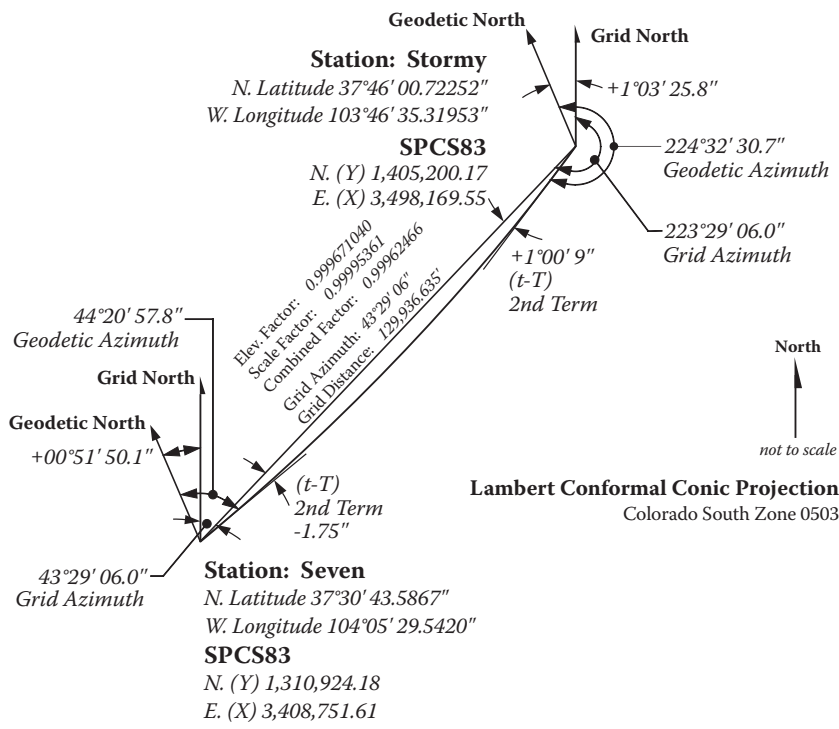 Geodetic North
Grid North
Station: Stormy
N. Latitude 37°46' 00.72252"
W. Longitude 103°46' 35.31953"
+1°03' 25.8"
SPCS83
N. (Y) 1,405,200.17
E. (X) 3,498,169.55
224°32' 30.7"
Geodetic Azimuth
223°29' 06.0"
Grid Azimuth
+1°00' 9"
(t-T)
2nd Term
Elev. Factor: 0.999671040
Scale Factor: 0.99995361
Combined Factor: 0.99962466
Grid Azimuth: 43°29' 06"
Grid Distance: 129,936.635'
44°20' 57.8"
Geodetic Azimuth
Grid North
Geodetic North
+00°51' 50.1"
North
not to scale
(t-T)
2nd Term
-1.75"
Lambert Conformal Conic Projection
Colorado South Zone 0503
43°29' 06.0"
Grid Azimuth
Station: Seven
N. Latitude 37°30' 43.5867"
W. Longitude 104°05' 29.5420"
SPCS83
N. (Y) 1,310,924.18
E. (X) 3,408,751.61